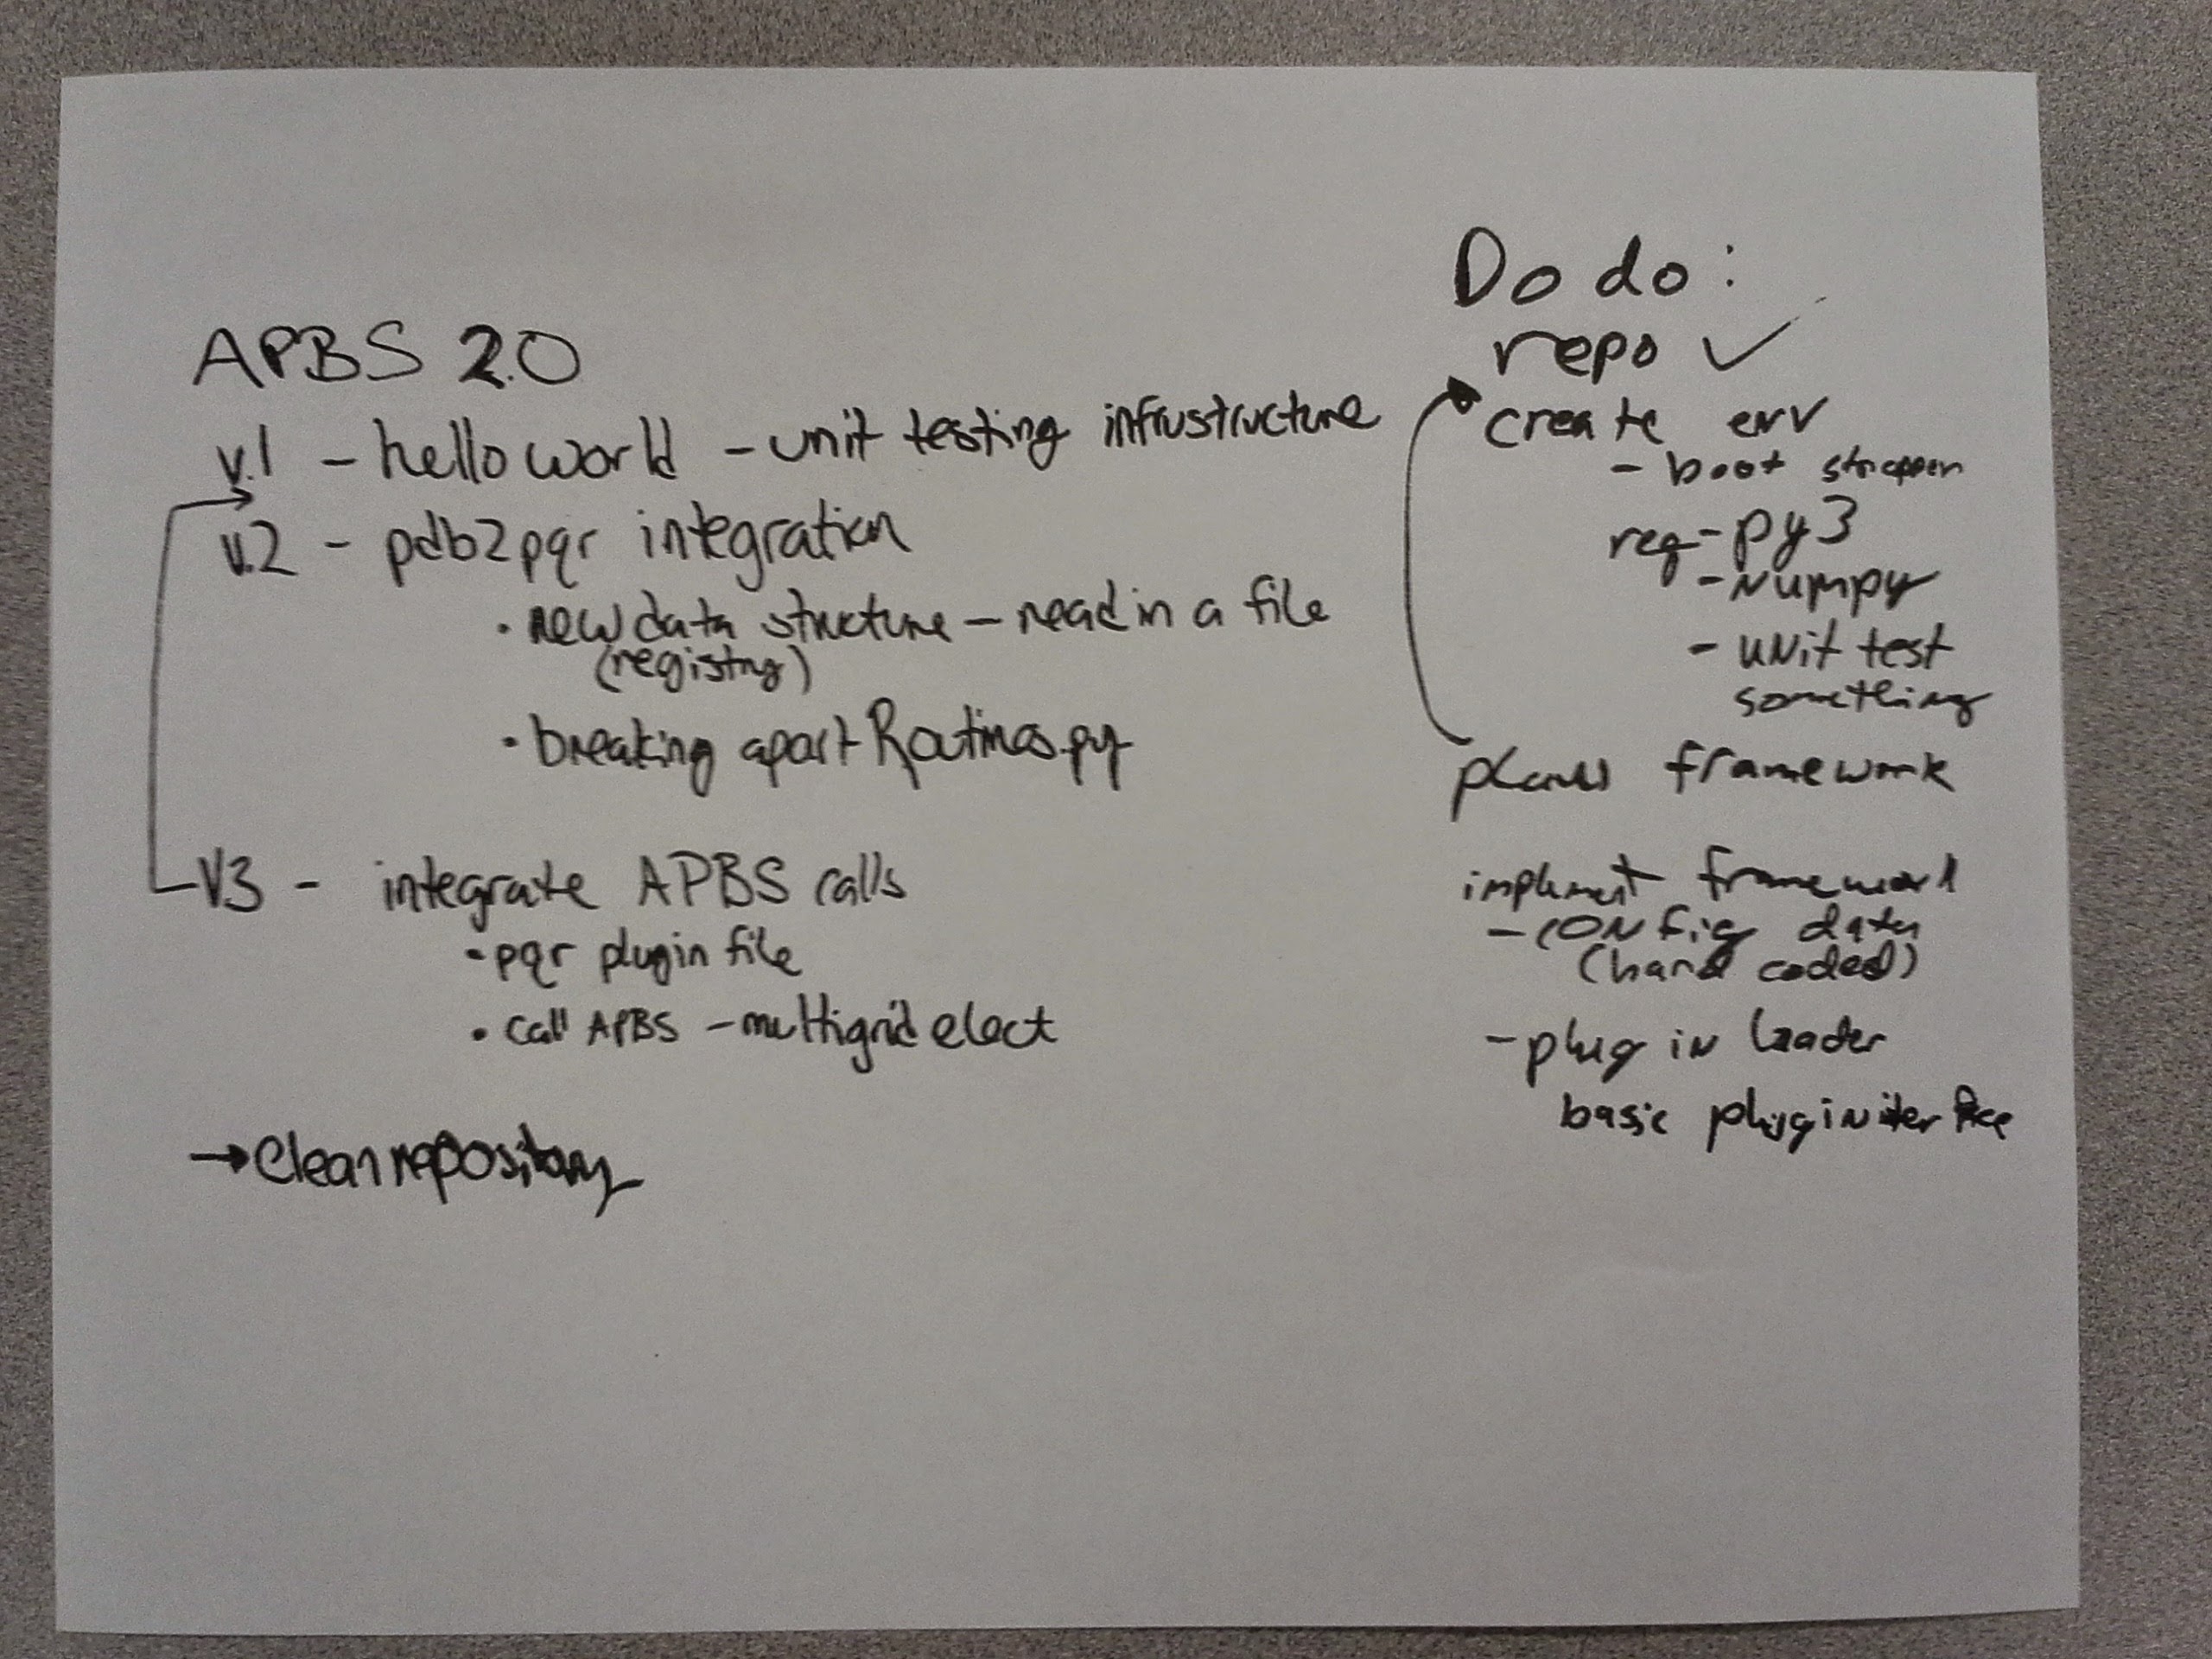 APBS 2.0
v.1 - hello world - unit testing infrustructure
v.2 - pdb2pqr integration
• new data structure - read in a file
(registry)
• breaking apart Routines.py
V3 - integrate APBS calls
• pqr plugin file
• call APBS - multigrid elect
→ Clean repository
Do do:
repo ✓
create env
- boot strapper
req - py3
- Numpy
- unit test
something
framework
implement framework
- config data
(hard coded)
- plug in loader
basic plugin interface